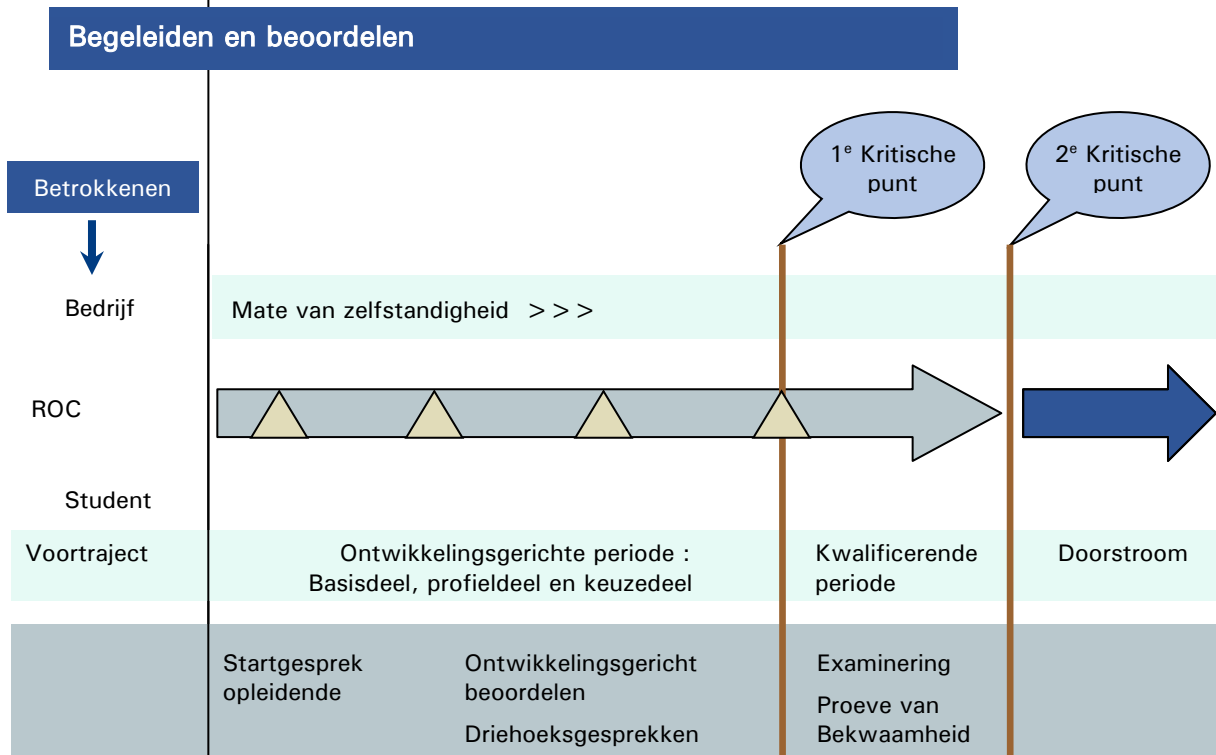 Begeleiden en beoordelen
1e Kritische
punt
2e Kritische
punt
Betrokkenen
Bedrijf
Mate van zelfstandigheid >>>
ROC
Student
Voortraject
Ontwikkelingsgerichte periode :
Basisdeel, profieldeel en keuzedeel
Kwalificerende
periode
Doorstroom
Startgesprek
opleidende
Ontwikkelingsgericht
beoordelen
Driehoeksgesprekken
Examinering
Proeve van
Bekwaamheid